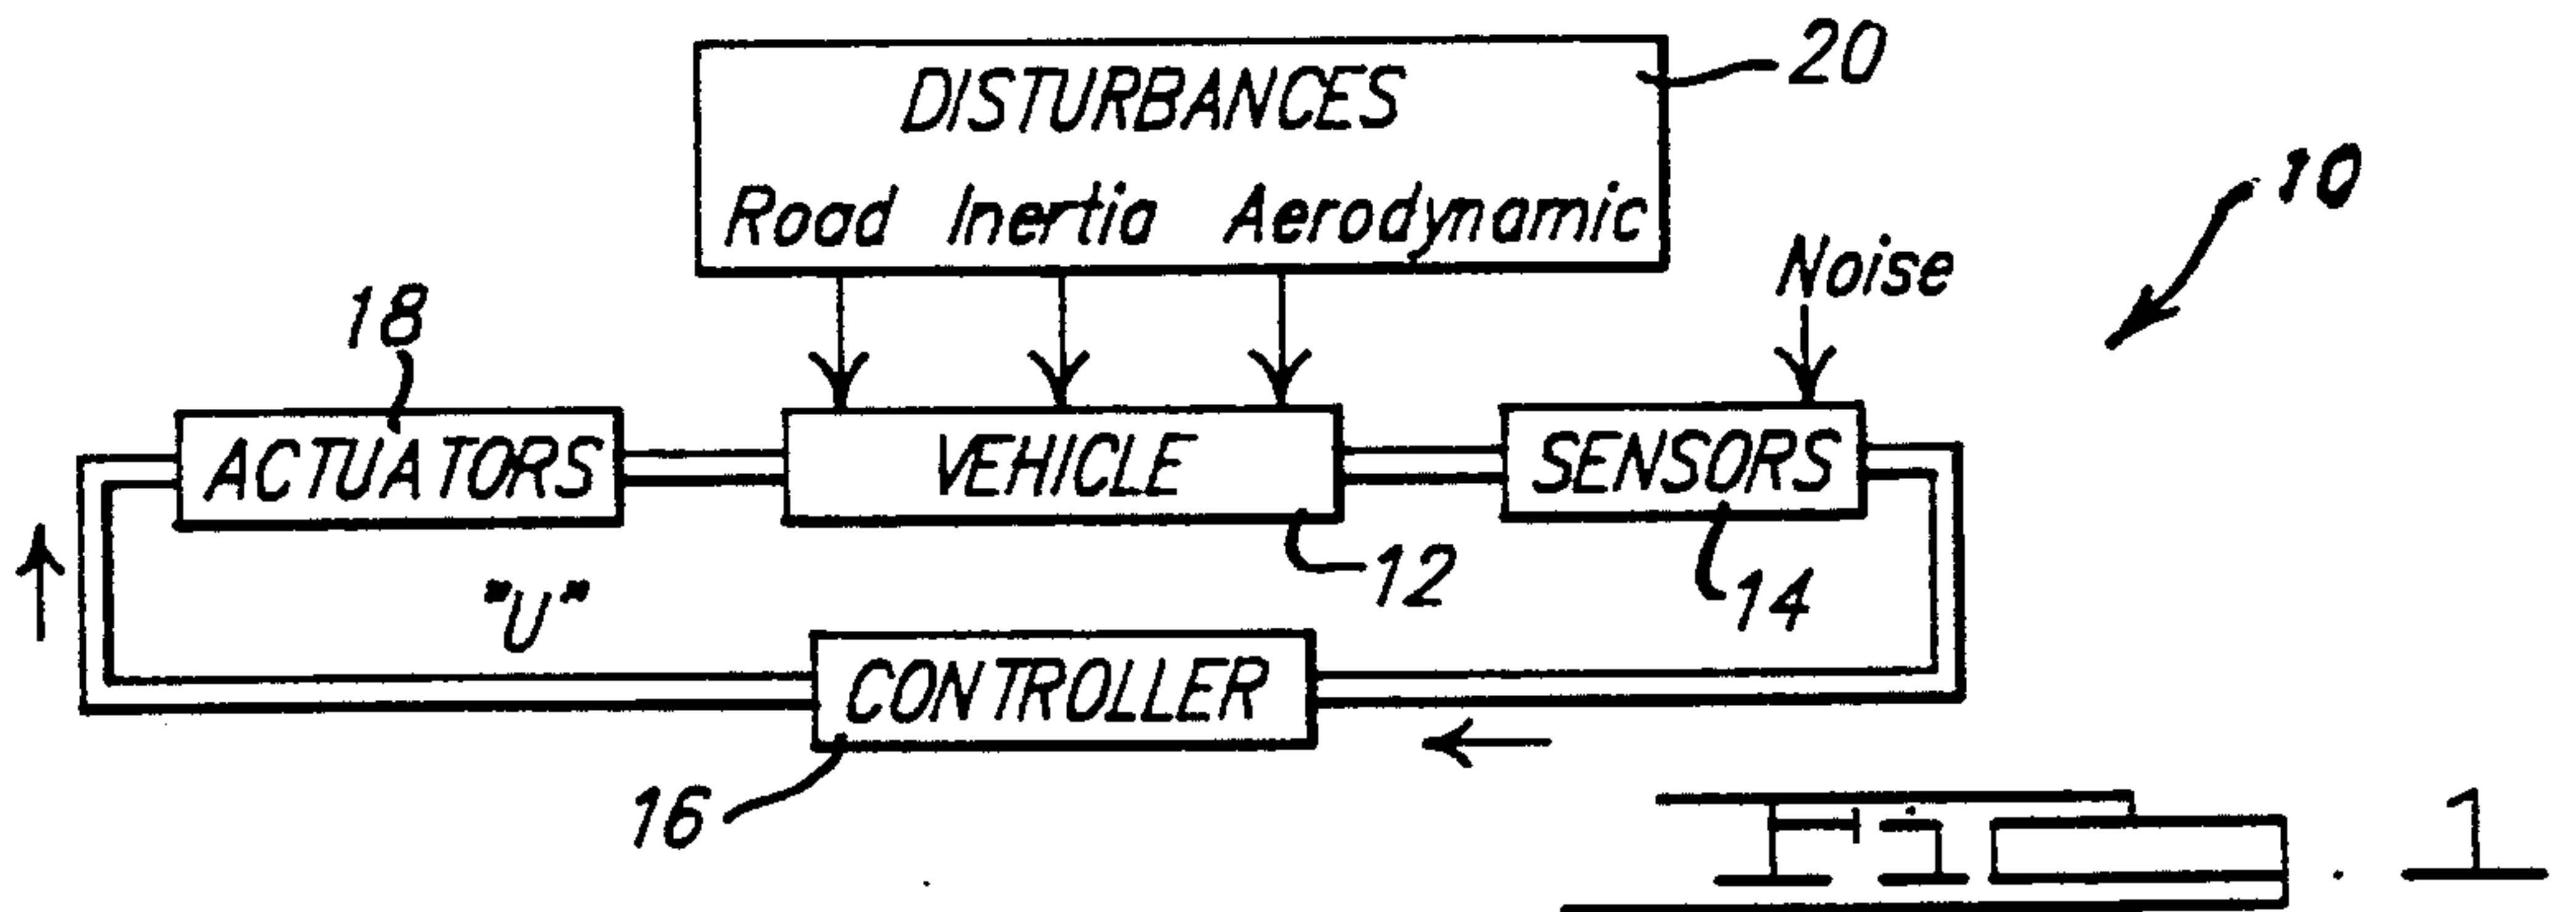 DISTURBANCES
20
Road Inertia Aerodynamic
10
Noise
18
ACTUATORS
VEHICLE
SENSORS
12
14
"U"
CONTROLLER
16
Fig. 1